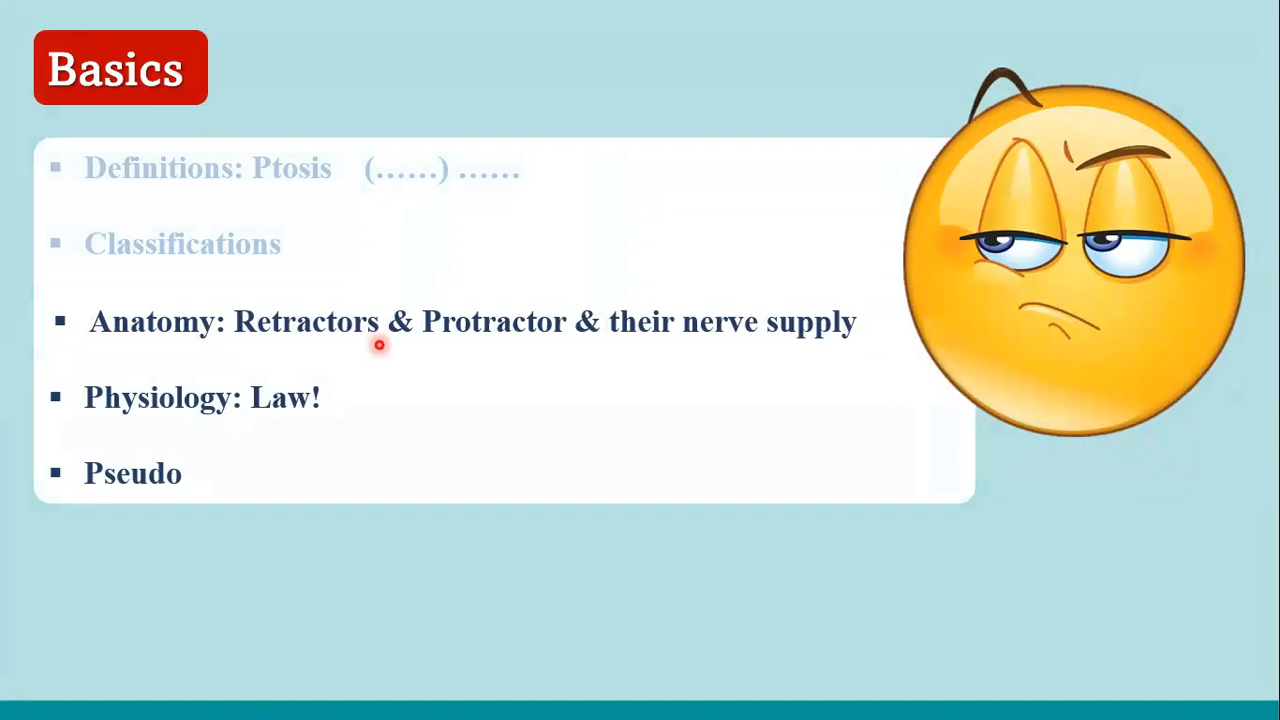 Basics
▪ Definitions: Ptosis (……) ……
▪ Classifications
▪ Anatomy: Retractors & Protractor & their nerve supply
▪ Physiology: Law!
▪ Pseudo